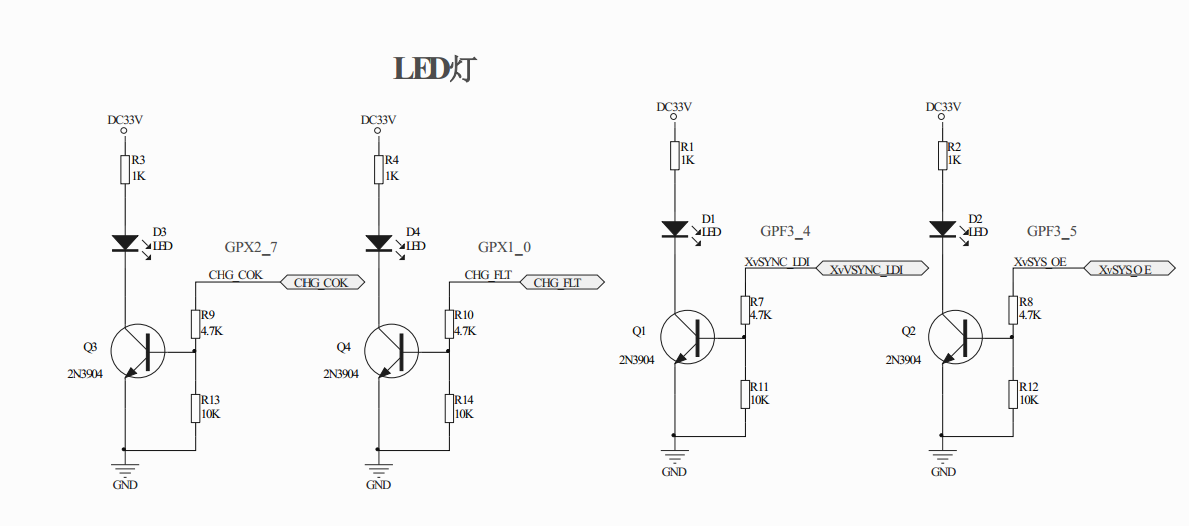 LED灯
DC33V
R3
1K
D3
LED
GPX2_7
CHG_COK
CHG_COK
R9
4.7K
Q3
2N3904
R13
10K
GND
DC33V
R4
1K
D4
LED
GPX1_0
CHG_FLT
CHG_FLT
R10
4.7K
Q4
2N3904
R14
10K
GND
DC33V
R1
1K
D1
LED
GPF3_4
XvSYNC_LDI
XvVSYNC_LDI
R7
4.7K
Q1
2N3904
R11
10K
GND
DC33V
R2
1K
D2
LED
GPF3_5
XvSYS_OE
XvSYS_OE
R8
4.7K
Q2
2N3904
R12
10K
GND